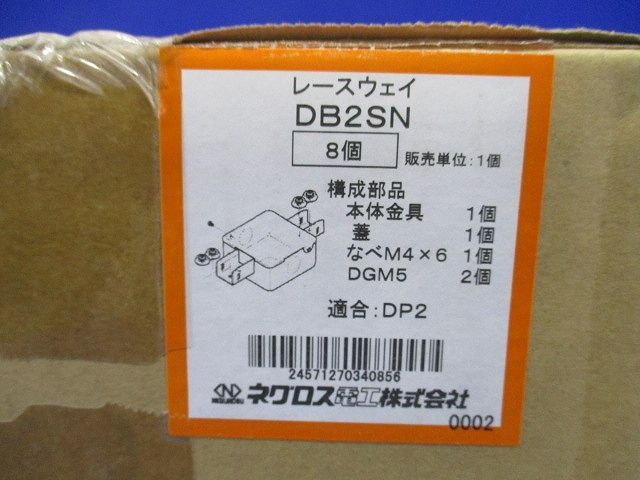 レースウェイ
DB2SN
8個 販売単位:1個
構成部品
本体金具 1個
蓋 1個
なべM4×6 1個
DGM5 2個
適合:DP2
24571270340856
ネグロス電工株式会社
0002